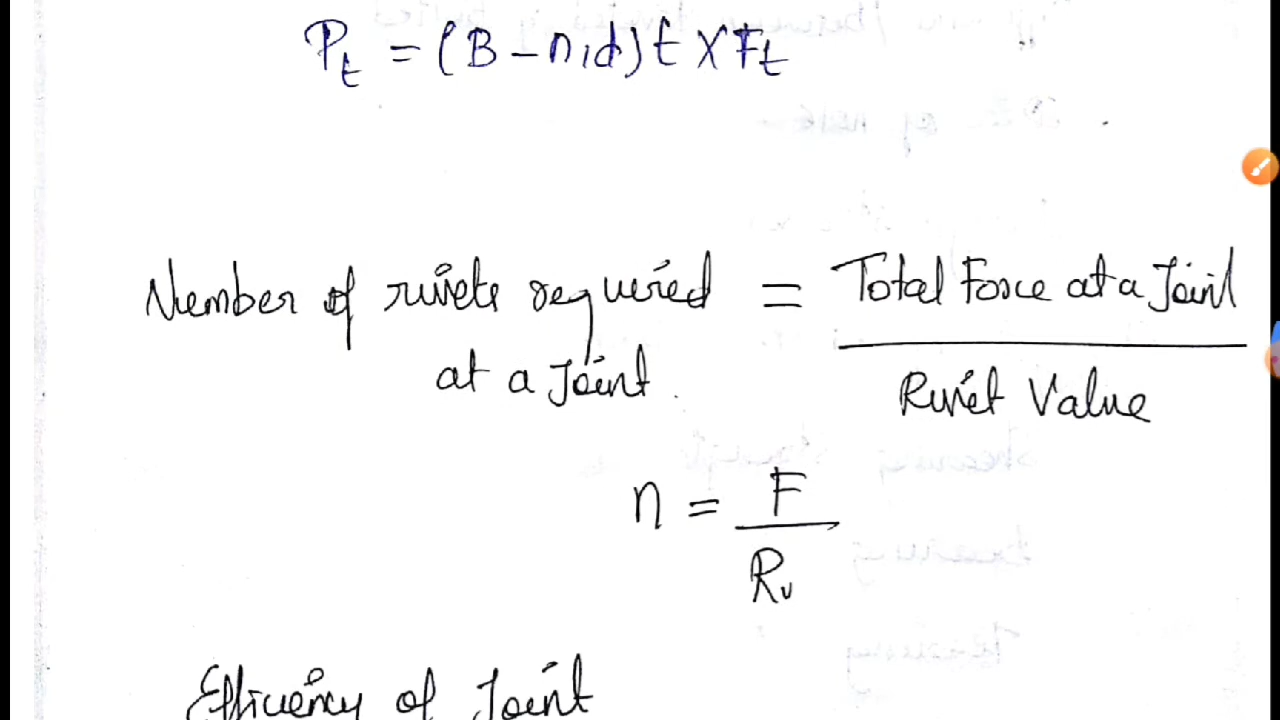 Pt = (B - n1d) t X Ft
Number of rivets required = Total Force at a Joint
at a Joint.
Rivet Value
n = F
Rv
Efficiency of Joint